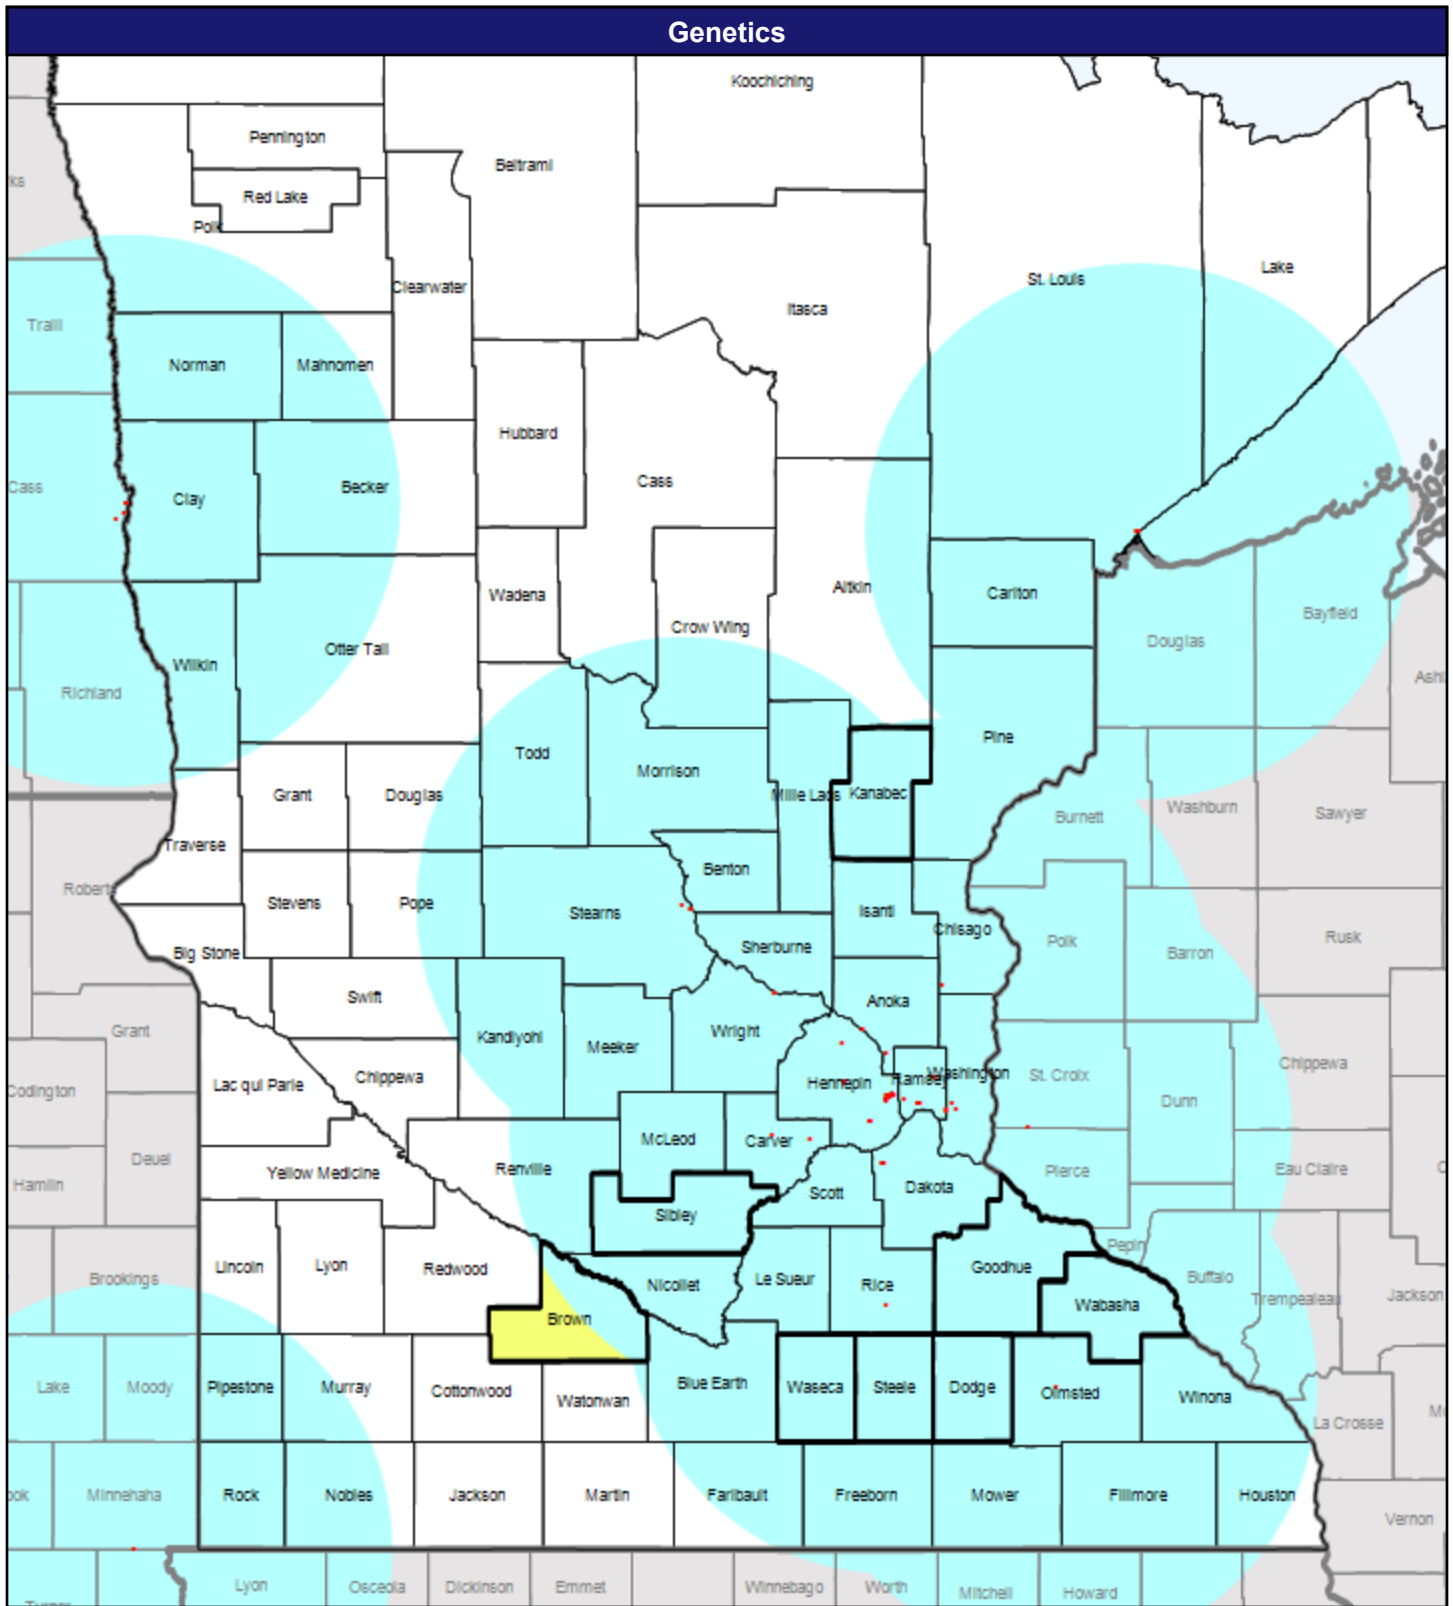 Genetics
Koochiching
Pennington
Beltrami
ks
Red Lake
Polk
Clearwater
St. Louis
Lake
Itasca
Traill
Norman
Mahnomen
Hubbard
Cass
Becker
Cass
Clay
Wadena
Aitkin
Carlton
Crow Wing
Bayfield
Douglas
Otter Tail
Wilkin
Richland
Ashl
Pine
Todd
Morrison
Grant
Douglas
Mille Lacs
Kanabec
Washburn
Burnett
Sawyer
Traverse
Benton
Roberts
Stevens
Pope
Stearns
Isanti
Chisago
Polk
Barron
Rusk
Big Stone
Sherburne
Swift
Anoka
Grant
Wright
Kandiyohi
Meeker
Chippewa
Codington
Lac qui Parle
Chippewa
Hennepin
Ramsey
Washington
St. Croix
Dunn
McLeod
Carver
Deuel
Yellow Medicine
Renville
Pierce
Eau Claire
C
Hamlin
Scott
Dakota
Sibley
Pepin
Brookings
Lincoln
Lyon
Redwood
Nicollet
Le Sueur
Rice
Goodhue
Buffalo
Trempealeau
Jackson
Wabasha
Brown
Lake
Moody
Pipestone
Murray
Cottonwood
Watonwan
Blue Earth
Waseca
Steele
Dodge
Olmsted
Winona
La Crosse
Mo
ook
Minnehaha
Rock
Nobles
Jackson
Martin
Faribault
Freeborn
Mower
Fillmore
Houston
Vernon
Lyon
Osceola
Dickinson
Emmet
Winnebago
Worth
Mitchell
Howard
Turner